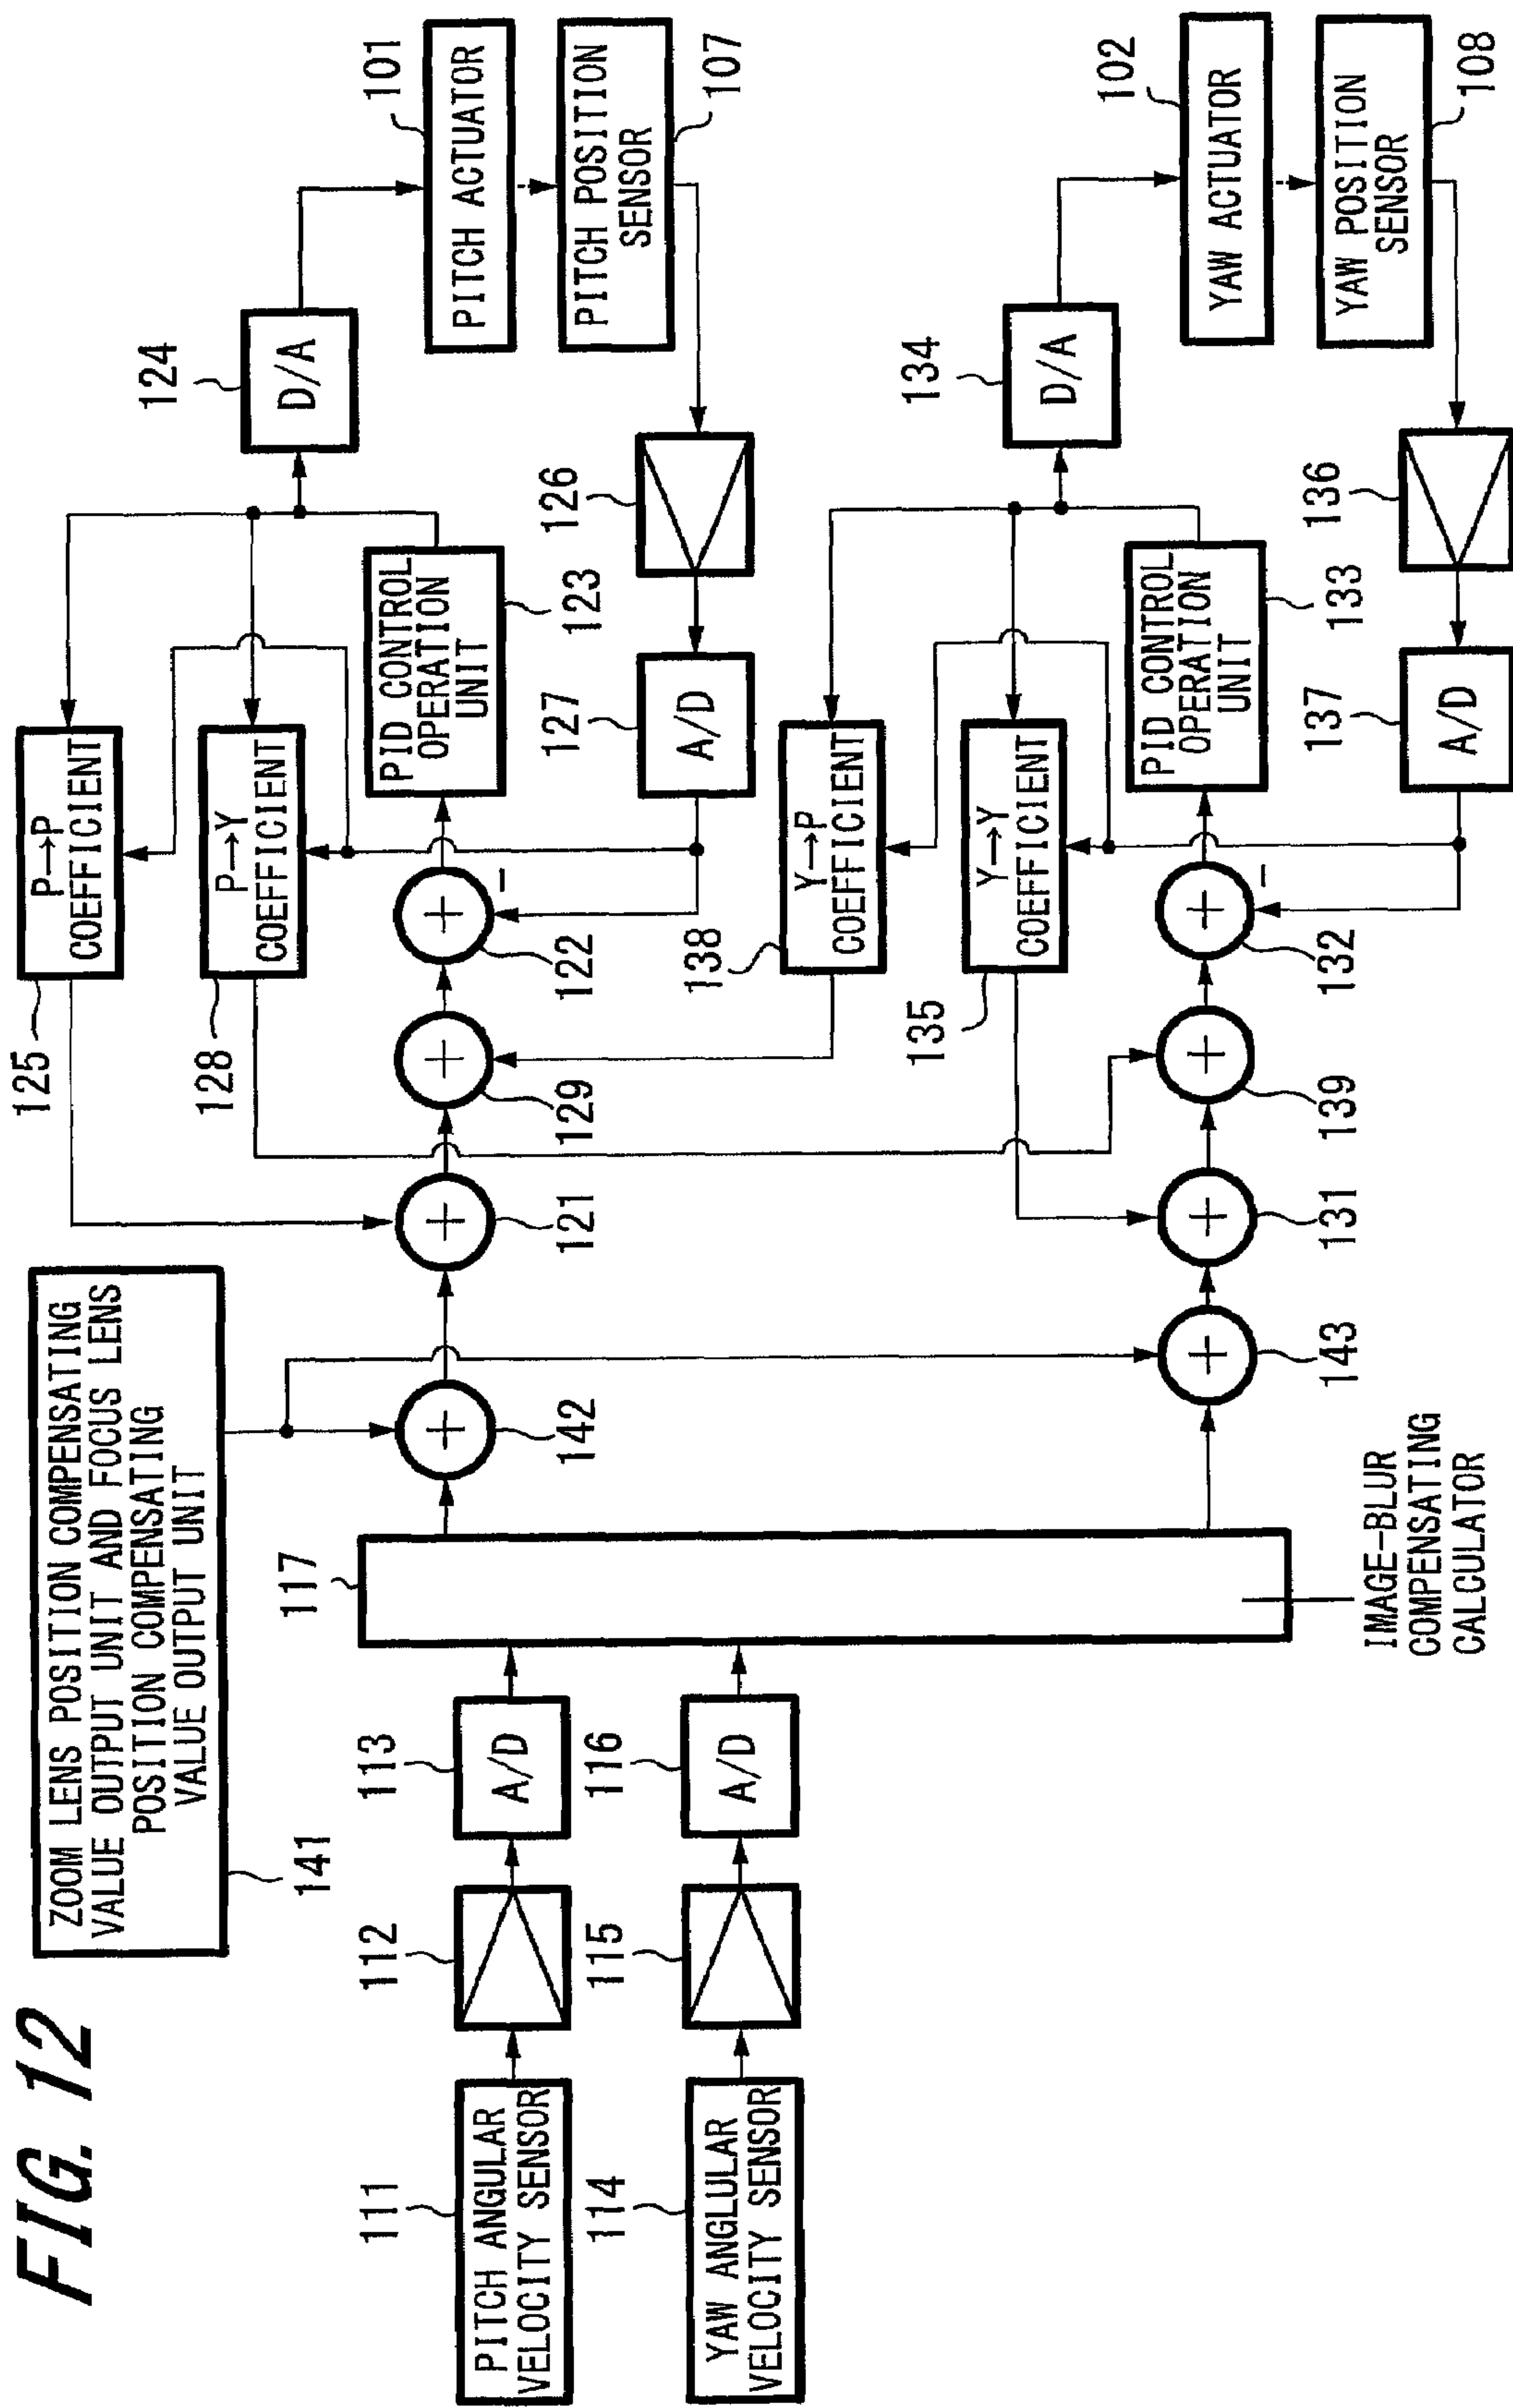 FIG. 12
ZOOM LENS POSITION COMPENSATING
VALUE OUTPUT UNIT AND FOCUS LENS
POSITION COMPENSATING
VALUE OUTPUT UNIT
141
111
PITCH ANGULAR
VELOCITY SENSOR
112
113
A/D
114
YAW ANGLULAR
VELOCITY SENSOR
115
116
A/D
117
IMAGE-BLUR
COMPENSATING
CALCULATOR
+
142
+
143
125
P→P
COEFFICIENT
128
P→Y
COEFFICIENT
+
121
+
129
+
−
122
PID CONTROL
OPERATION
UNIT
123
124
D/A
101
PITCH ACTUATOR
PITCH POSITION
SENSOR
107
126
127
A/D
138
Y→P
COEFFICIENT
135
Y→Y
COEFFICIENT
+
131
+
139
+
−
132
PID CONTROL
OPERATION
UNIT
133
134
D/A
102
YAW ACTUATOR
YAW POSITION
SENSOR
108
136
137
A/D